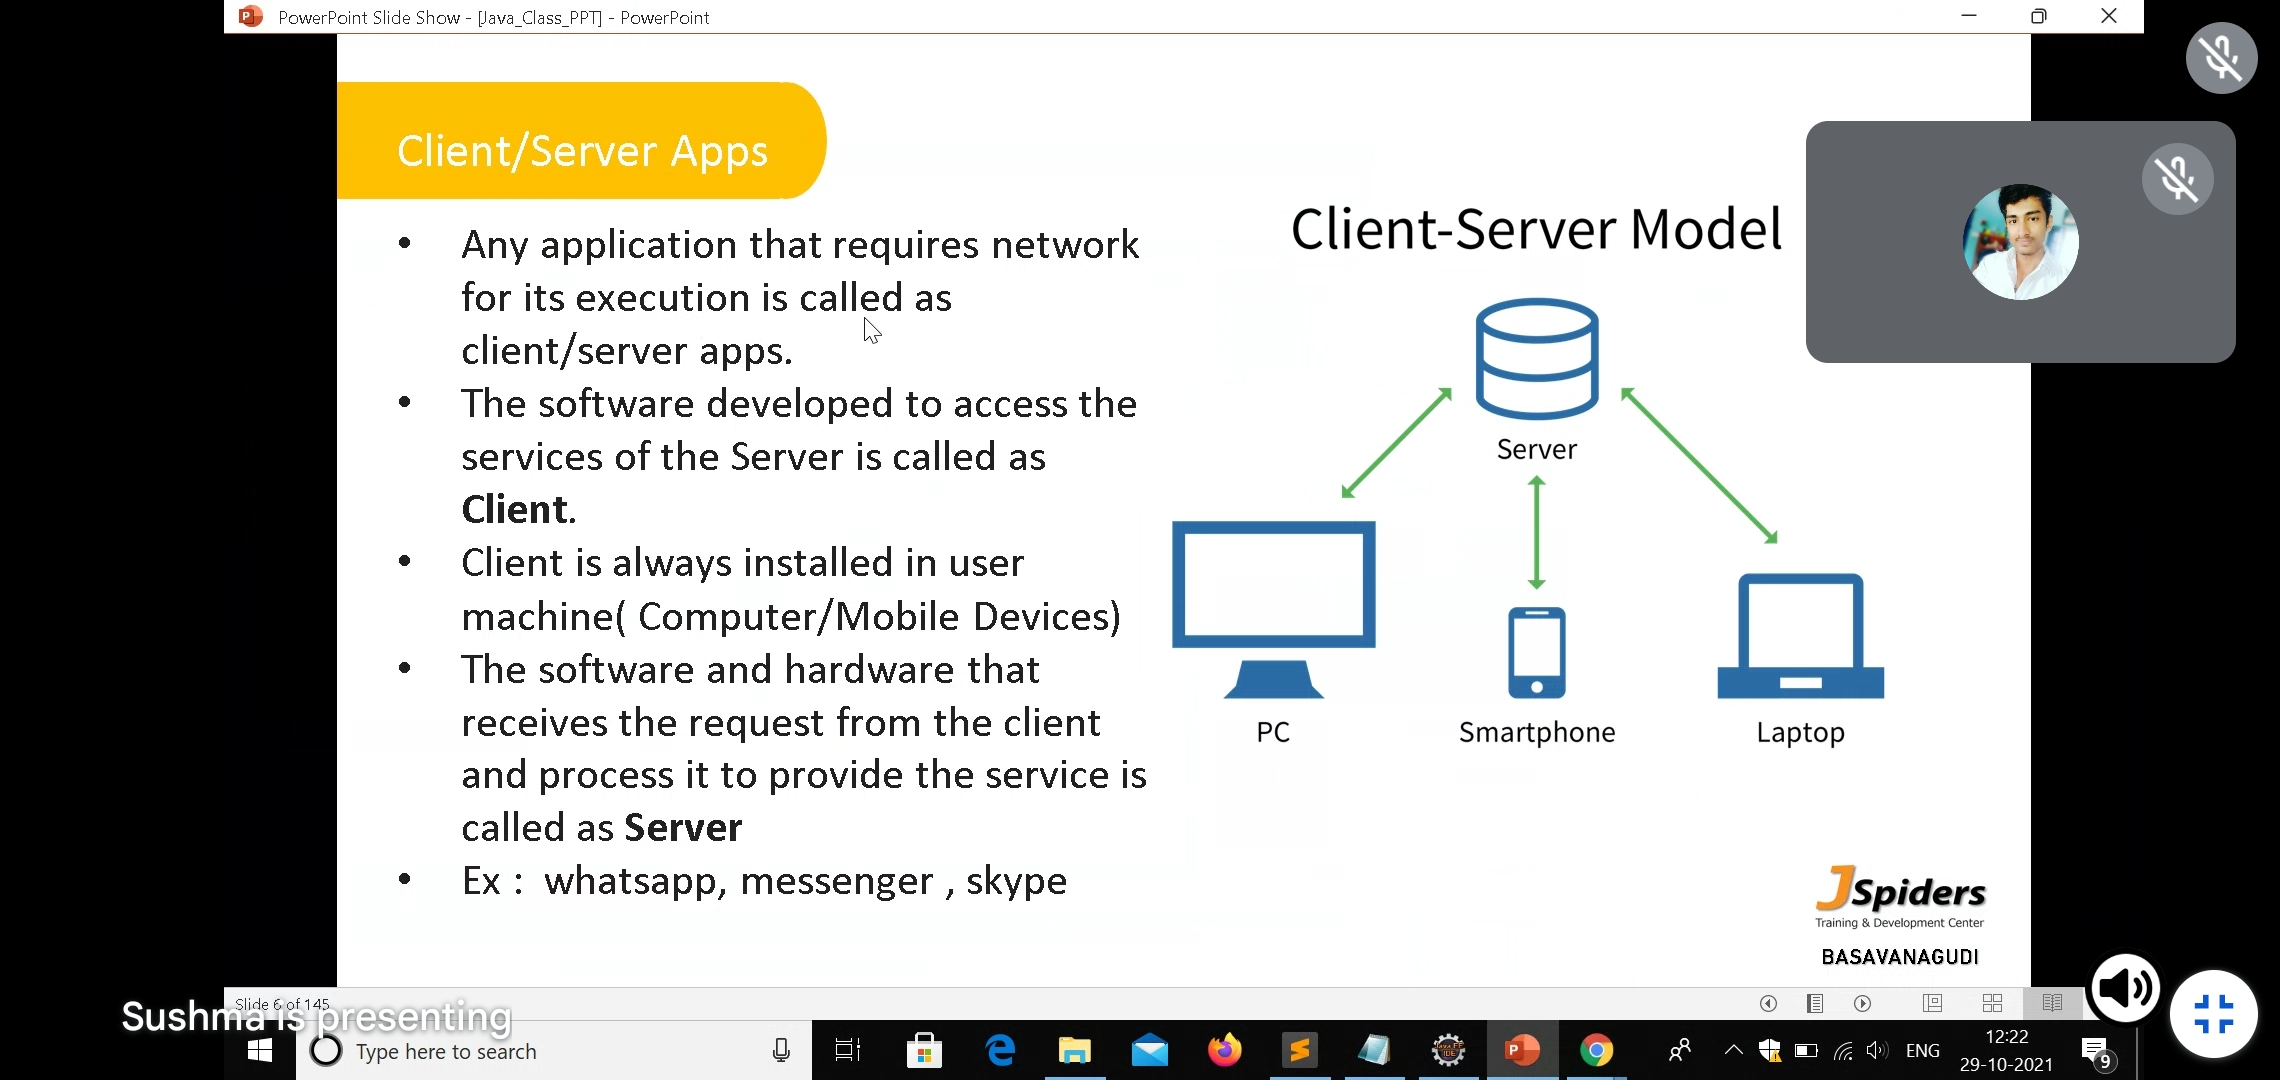 PowerPoint Slide Show - [Java_Class_PPT] - PowerPoint
Client/Server Apps
• Any application that requires network
for its execution is called as
client/server apps.
• The software developed to access the
services of the Server is called as
Client.
• Client is always installed in user
machine( Computer/Mobile Devices)
• The software and hardware that
receives the request from the client
and process it to provide the service is
called as Server
• Ex : whatsapp, messenger , skype
Client-Server Model
Server
PC
Smartphone
Laptop
JSpiders
Training & Development Center
BASAVANAGUDI
Slide 6 of 145
Sushma is presenting
Type here to search
ENG
12:22
29-10-2021
9